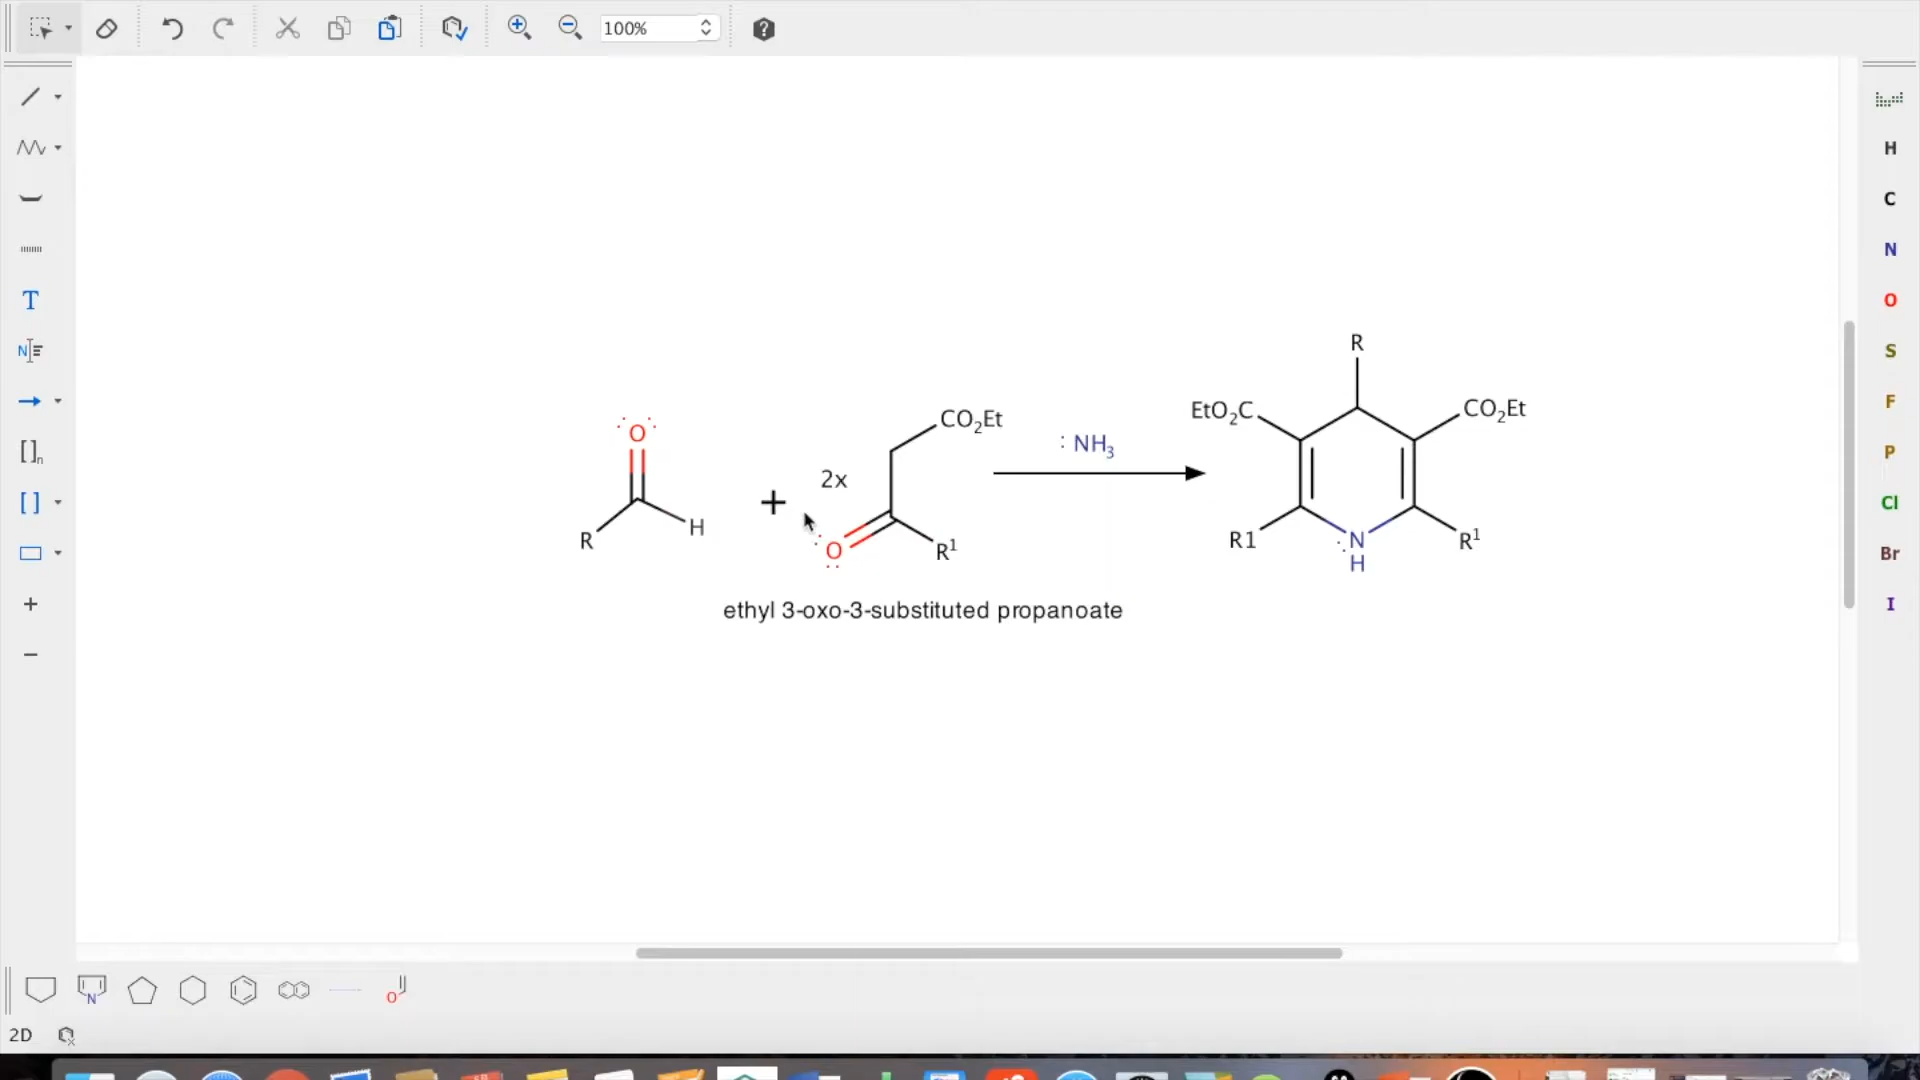 100%
H
C
N
O
S
F
P
Cl
Br
I
T
N
[ ]n
[ ]
O
R
H
+
2x
CO2Et
O
R¹
:NH3
R
EtO2C
CO2Et
R1
N
H
R¹
ethyl 3-oxo-3-substituted propanoate
N
O
2D